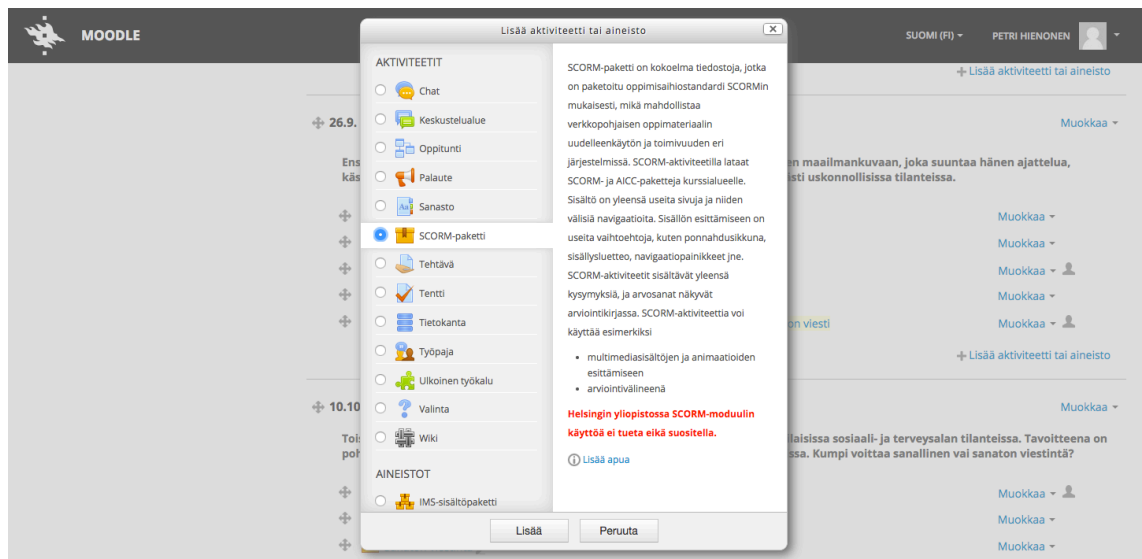 MOODLE
SUOMI (FI)
PETRI HIENONEN
Lisää aktiviteetti tai aineisto
AKTIVITEETIT
Chat
Keskustelualue
Oppitunti
Palaute
Sanasto
SCORM-paketti
Tehtävä
Tentti
Tietokanta
Työpaja
Ulkoinen työkalu
Valinta
Wiki
AINEISTOT
IMS-sisältöpaketti
SCORM-paketti on kokoelma tiedostoja, jotka
on paketoitu oppimisaihiostandardi SCORMin
mukaisesti, mikä mahdollistaa
verkkopohjaisen oppimateriaalin
uudelleenkäytön ja toimivuuden eri
järjestelmissä. SCORM-aktiviteetilla lataat
SCORM- ja AICC-paketteja kurssialueelle.
Sisältö on yleensä useita sivuja ja niiden
välisiä navigaatioita. Sisällön esittämiseen on
useita vaihtoehtoja, kuten ponnahdusikkuna,
sisällysluetteo, navigaatiopainikkeet jne.
SCORM-aktiviteetit sisältävät yleensä
kysymyksiä, ja arvosanat näkyvät
arviointikirjassa. SCORM-aktiviteettia voi
käyttää esimerkiksi
multimediasisältöjen ja animaatioiden
esittämiseen
arviointivälineenä
Helsingin yliopistossa SCORM-moduulin
käyttöä ei tueta eikä suositella.
Lisää apua
Lisää
Peruuta
Lisää aktiviteetti tai aineisto
26.9.
Muokkaa
Ens
en maailmankuvaan, joka suuntaa hänen ajattelua,
käs
isti uskonnollisissa tilanteissa.
Muokkaa
Muokkaa
Muokkaa
Muokkaa
on viesti
Muokkaa
Lisää aktiviteetti tai aineisto
10.10
Muokkaa
Toi
ilaisissa sosiaali- ja terveysalan tilanteissa. Tavoitteena on
poh
ssa. Kumpi voittaa sanallinen vai sanaton viestintä?
Muokkaa
Muokkaa
Muokkaa